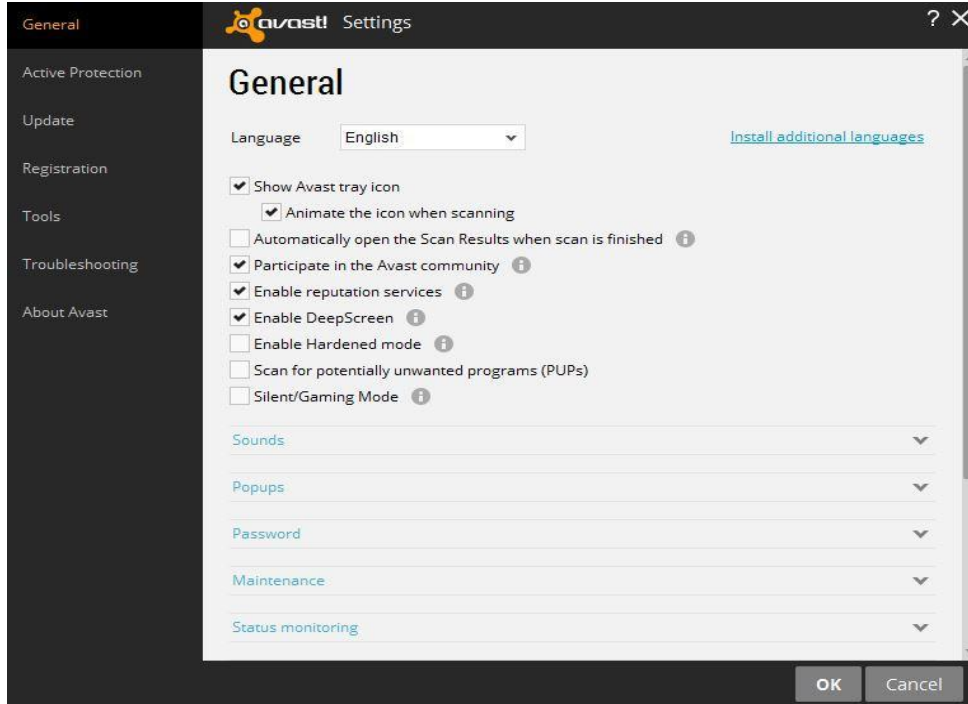 General
avast! Settings
?
Active Protection
Update
Registration
Tools
Troubleshooting
About Avast
General
Language English Install additional languages
Show Avast tray icon
Animate the icon when scanning
Automatically open the Scan Results when scan is finished
Participate in the Avast community
Enable reputation services
Enable DeepScreen
Enable Hardened mode
Scan for potentially unwanted programs (PUPs)
Silent/Gaming Mode
Sounds
Popups
Password
Maintenance
Status monitoring
OK Cancel